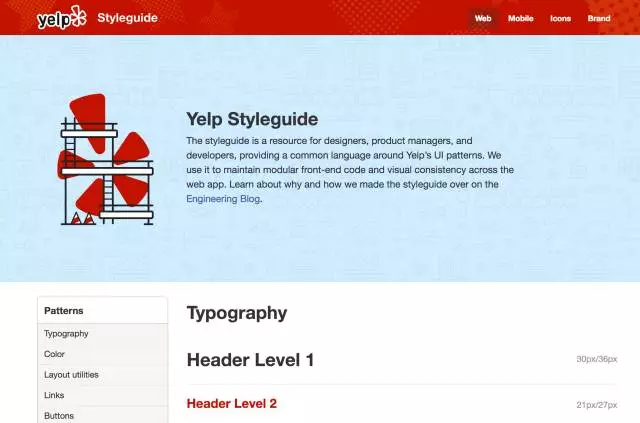 yelp Styleguide Web Mobile Icons Brand
Yelp Styleguide
The styleguide is a resource for designers, product managers, and
developers, providing a common language around Yelp's UI patterns. We
use it to maintain modular front-end code and visual consistency across the
web app. Learn about why and how we made the styleguide over on the
Engineering Blog.
Patterns
Typography
Color
Layout utilities
Links
Buttons
Typography
Header Level 1 30px/36px
Header Level 2 21px/27px